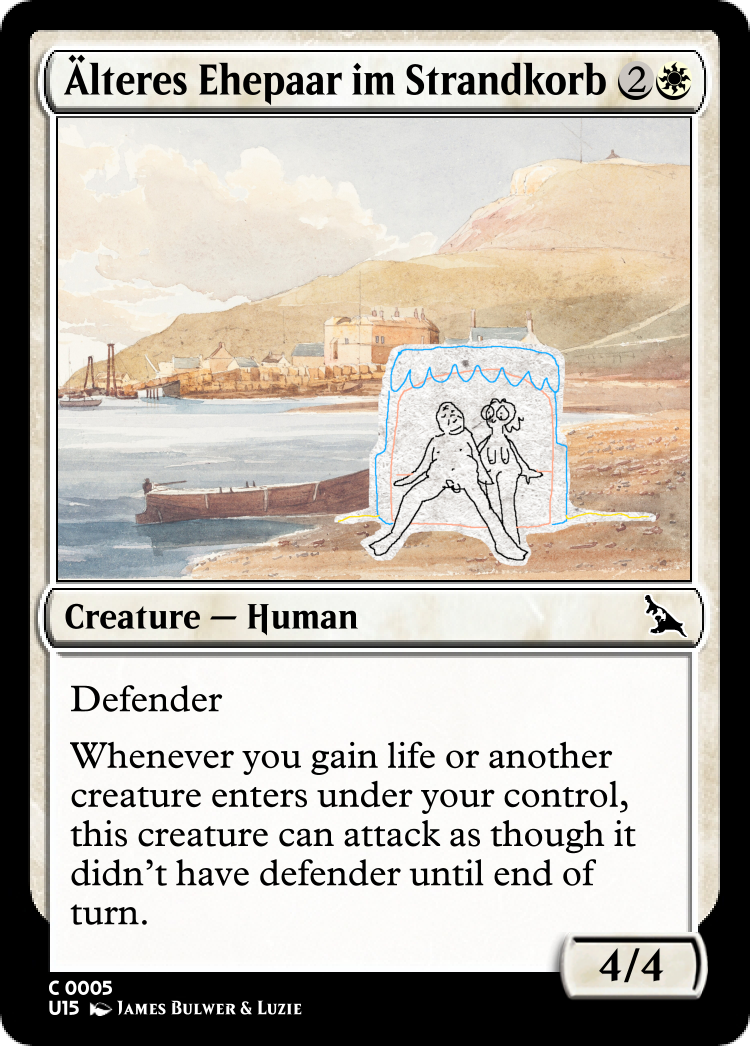 Älteres Ehepaar im Strandkorb 2
Creature — Human
Defender
Whenever you gain life or another
creature enters under your control,
this creature can attack as though it
didn't have defender until end of
turn.
4/4
C 0005
U15 James Bulwer & Luzie